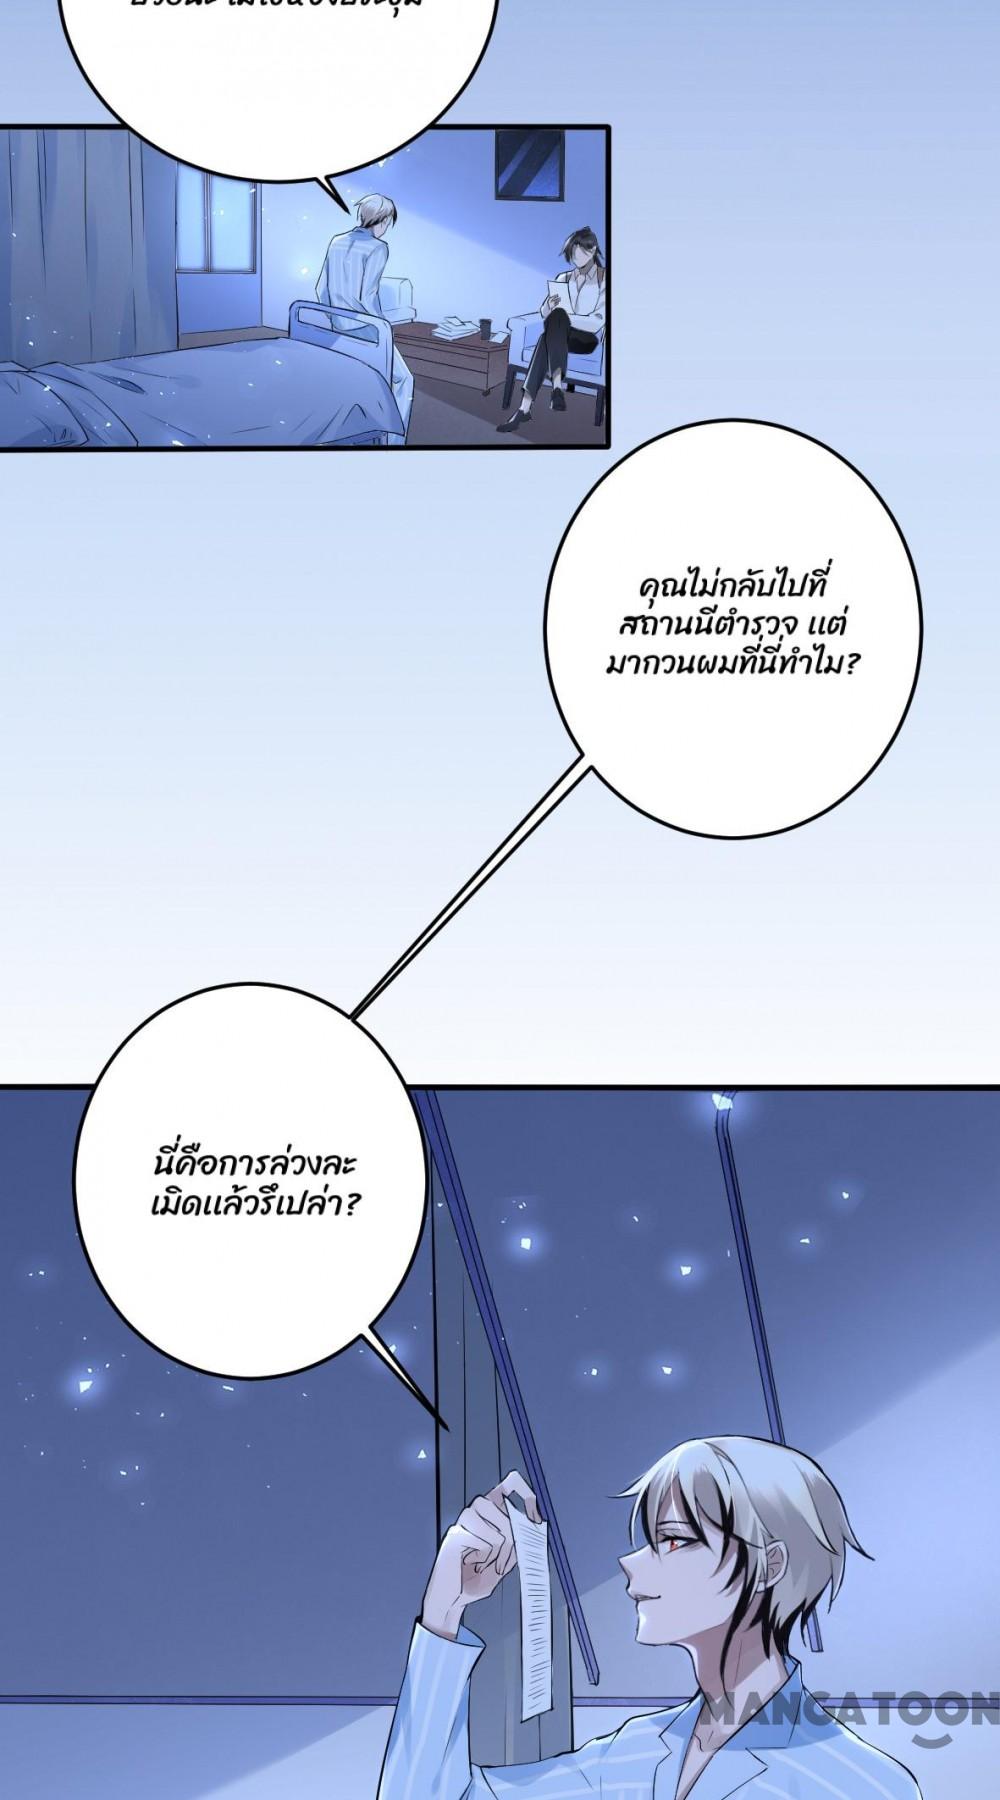 คุณไม่กลับไปที่
สถานนีตำรวจ แต่
มากวนผมที่นี่ทำไม?
นี่คือการล่วงละ
เมิดแล้วรึเปล่า?
MANGATOON